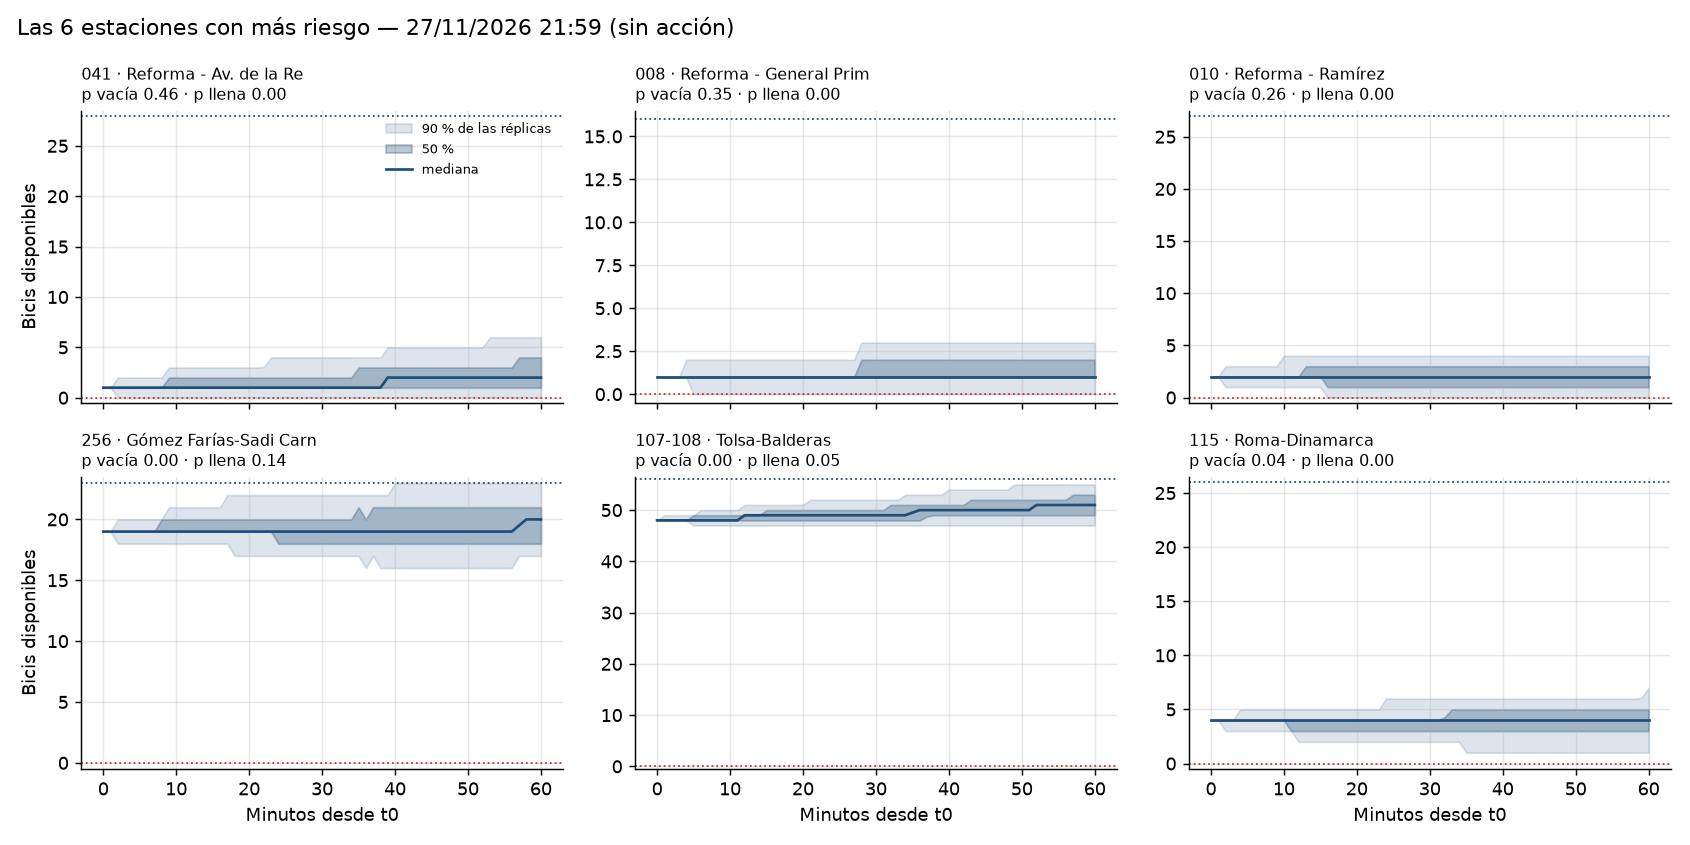 Las 6 estaciones con más riesgo — 27/11/2026 21:59 (sin acción)
041 · Reforma - Av. de la Re
p vacía 0.46 · p llena 0.00
008 · Reforma - General Prim
p vacía 0.35 · p llena 0.00
010 · Reforma - Ramírez
p vacía 0.26 · p llena 0.00
90 % de las réplicas
50 %
mediana
Bicis disponibles
25
20
15
10
5
0
15.0
12.5
10.0
7.5
5.0
2.5
0.0
25
20
15
10
5
0
256 · Gómez Farías-Sadi Carn
p vacía 0.00 · p llena 0.14
107-108 · Tolsa-Balderas
p vacía 0.00 · p llena 0.05
115 · Roma-Dinamarca
p vacía 0.04 · p llena 0.00
Bicis disponibles
20
15
10
5
0
50
40
30
20
10
0
25
20
15
10
5
0
0 10 20 30 40 50 60
0 10 20 30 40 50 60
0 10 20 30 40 50 60
Minutos desde t0
Minutos desde t0
Minutos desde t0